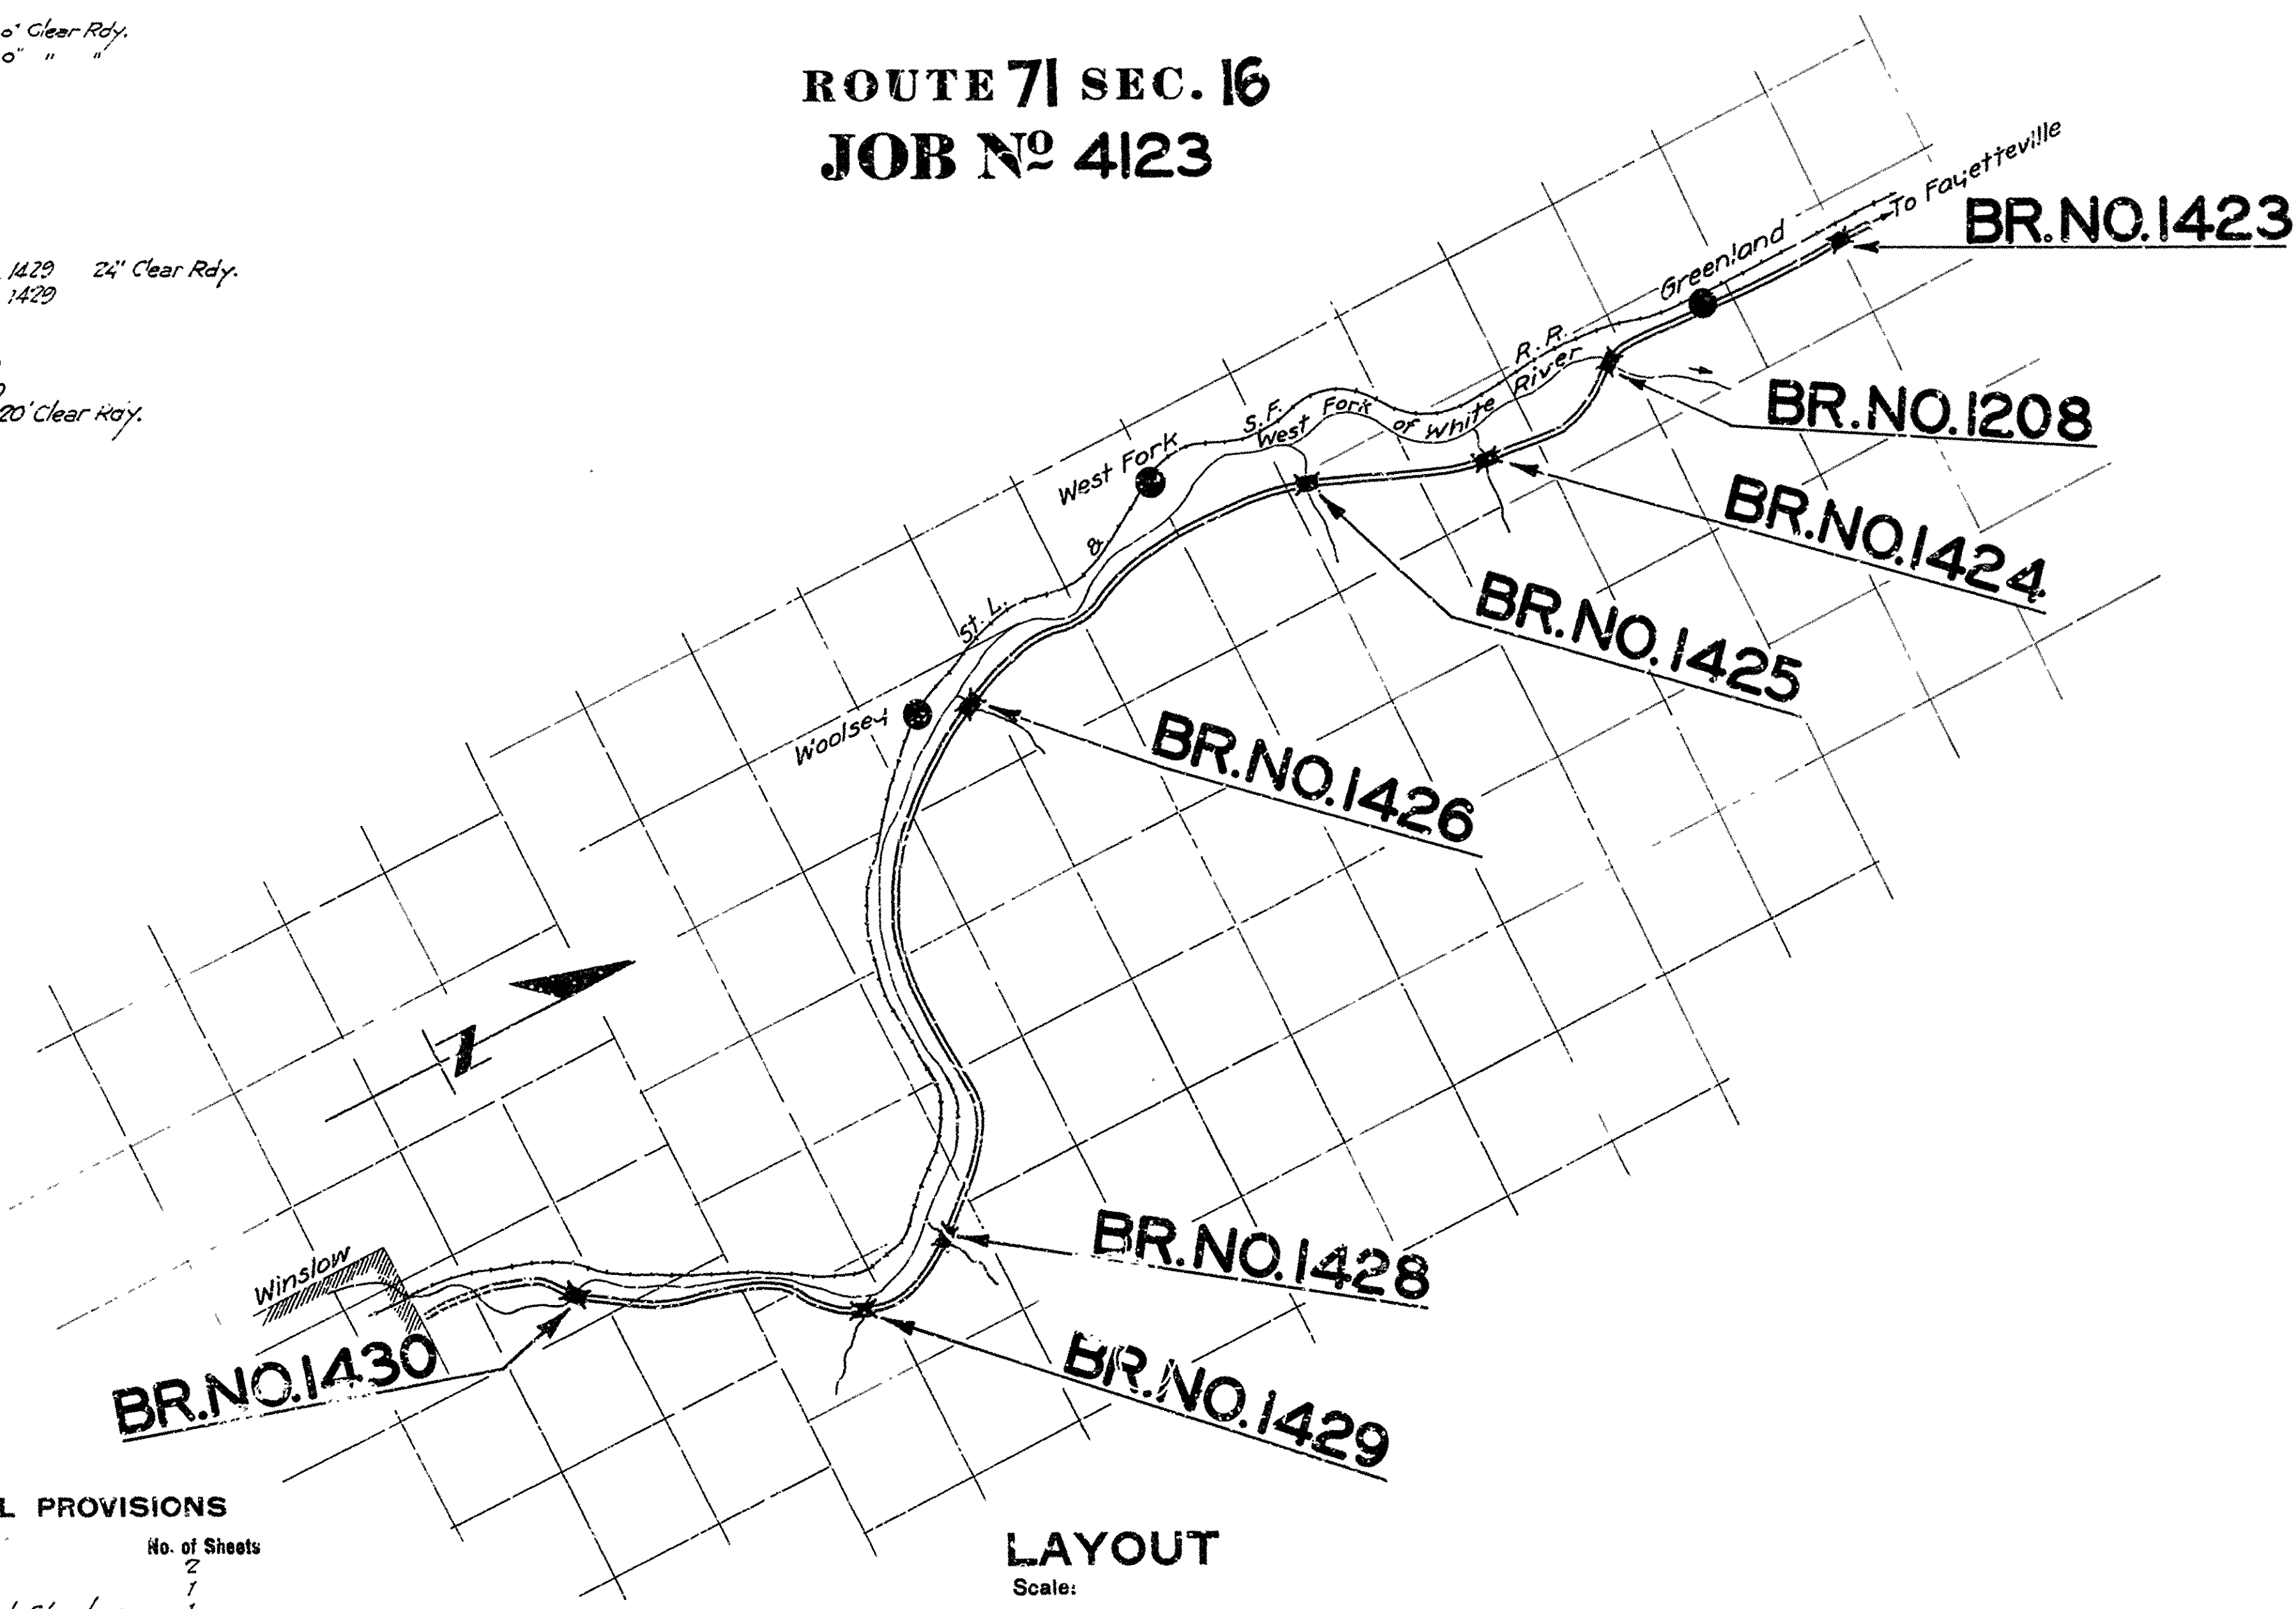 0" Clear Rdy.
0" " "
ROUTE 71 SEC. 16
JOB Nº 4123
1429 24" Clear Rdy.
1429
20' Clear Rdy.
To Fayetteville
BR.NO.1423
Greenland
BR.NO.1208
R. R.
River
S.F.
West Fork of White
West Fork
BR.NO.1424
&
BR.NO.1425
St. L.
Woolsey
BR.NO.1426
N
Winslow
BR.NO.1428
BR.NO.1430
BR.NO.1429
L PROVISIONS
No. of Sheets
2
1
1
LAYOUT
Scale: